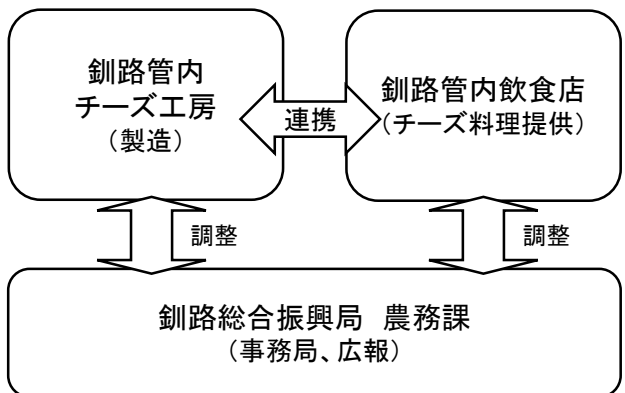 釧路管内
チーズ工房
（製造）
連携
釧路管内飲食店
（チーズ料理提供）
調整
調整
釧路総合振興局　農務課
（事務局、広報）